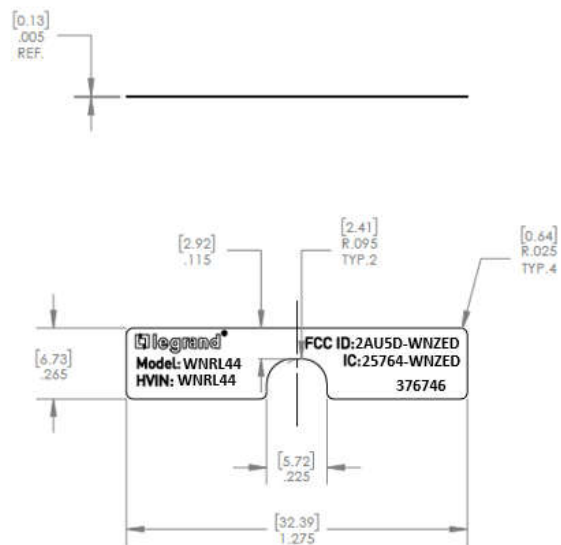 [0.13]
.005
REF.
[2.92]
.115
[2.41]
R.095
TYP.2
[0.64]
R.025
TYP.4
[6.73]
.265
legrand
Model: WNRL44
HVIN: WNRL44
FCC ID:2AU5D-WNZED
IC:25764-WNZED
376746
[5.72]
.225
[32.39]
1.275